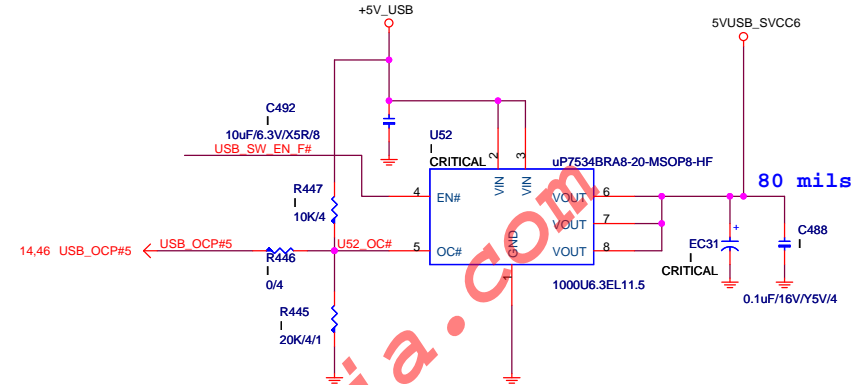 +5V_USB
5VUSB_SVCC6
C492
I
10uF/6.3V/X5R/8
USB_SW_EN_F#
U52
I
CRITICAL
uP7534BRA8-20-MSOP8-HF
2
3
VIN
VIN
80 mils
R447
I
10K/4
4
EN#
VOUT
6
VOUT
7
14,46 USB_OCP#5
USB_OCP#5
U52_OC#
5
OC#
GND
VOUT
8
EC31
I
CRITICAL
+
C488
I
R446
I
0/4
1
1000U6.3EL11.5
0.1uF/16V/Y5V/4
R445
I
20K/4/1
ia.com